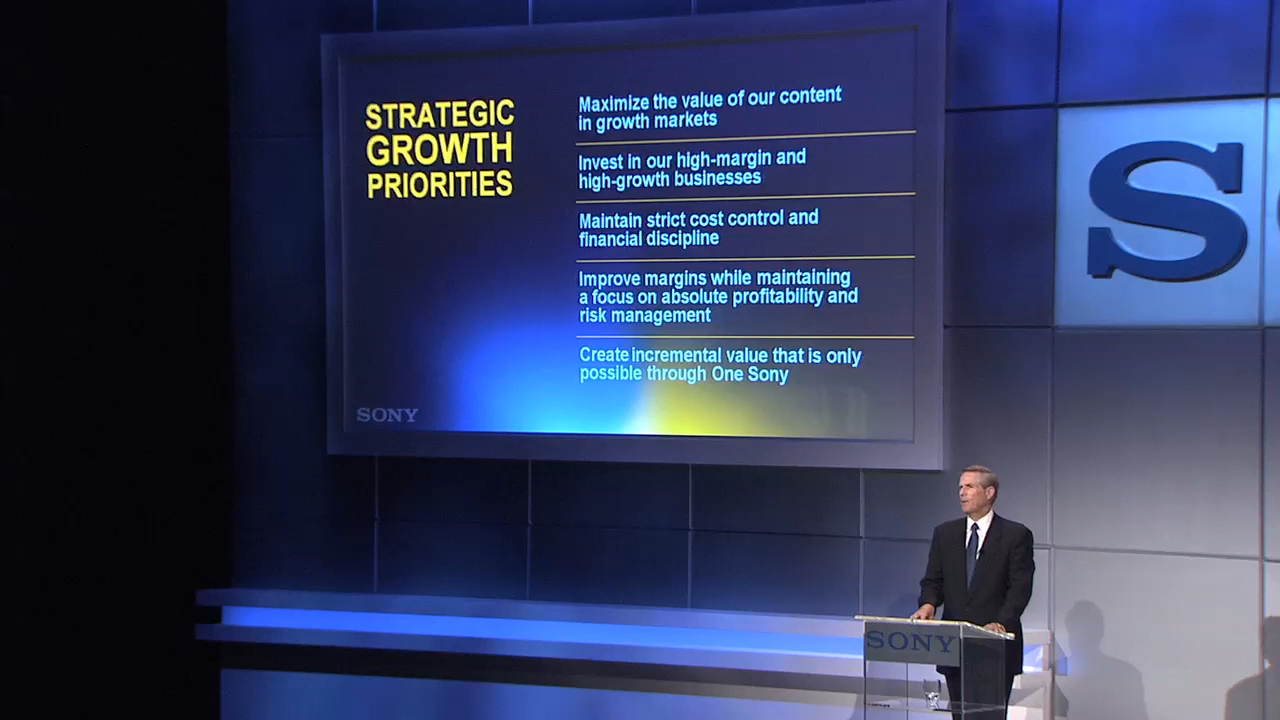 STRATEGIC
GROWTH
PRIORITIES
Maximize the value of our content
in growth markets
Invest in our high-margin and
high-growth businesses
Maintain strict cost control and
financial discipline
Improve margins while maintaining
a focus on absolute profitability and
risk management
Create incremental value that is only
possible through One Sony
SONY
S
SONY